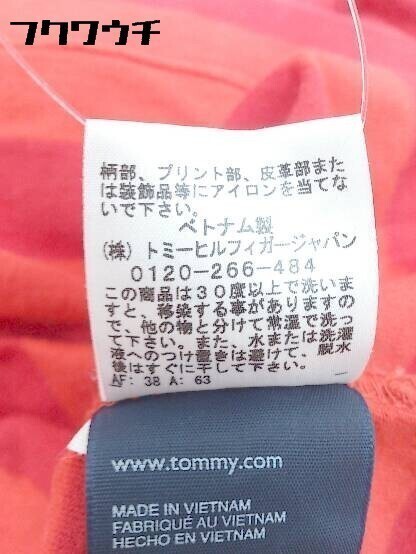 フクワウチ
柄部、プリント部、皮革部また
は装飾品等にアイロンを当てな
いで下さい。
ベトナム製
(株) トミーヒルフィガージャパン
0120-266-484
この商品は30度以上で洗いま
すと、移染する事がありますの
で、他の物と分けて常温で洗っ
て下さい。また、水または洗濯
液へのつけ置きは避けて、脱水
後はすぐに干して下さい。
AF: 38 A: 63
www.tommy.com
MADE IN VIETNAM
FABRIQUÉ AU VIETNAM
HECHO EN VIETNAM